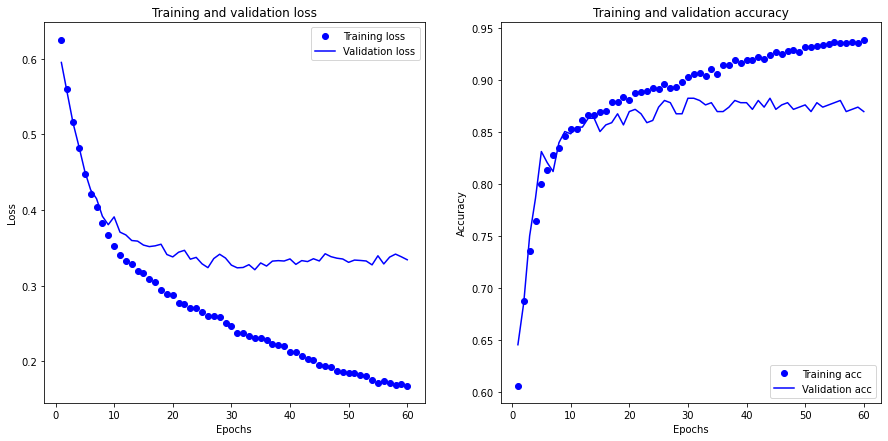 Training and validation loss
Training loss
Validation loss
0.6
0.5
0.4
0.3
0.2
Loss
0
10
20
30
40
50
60
Epochs
Training and validation accuracy
0.95
0.90
0.85
0.80
0.75
0.70
0.65
0.60
Accuracy
Training acc
Validation acc
0
10
20
30
40
50
60
Epochs